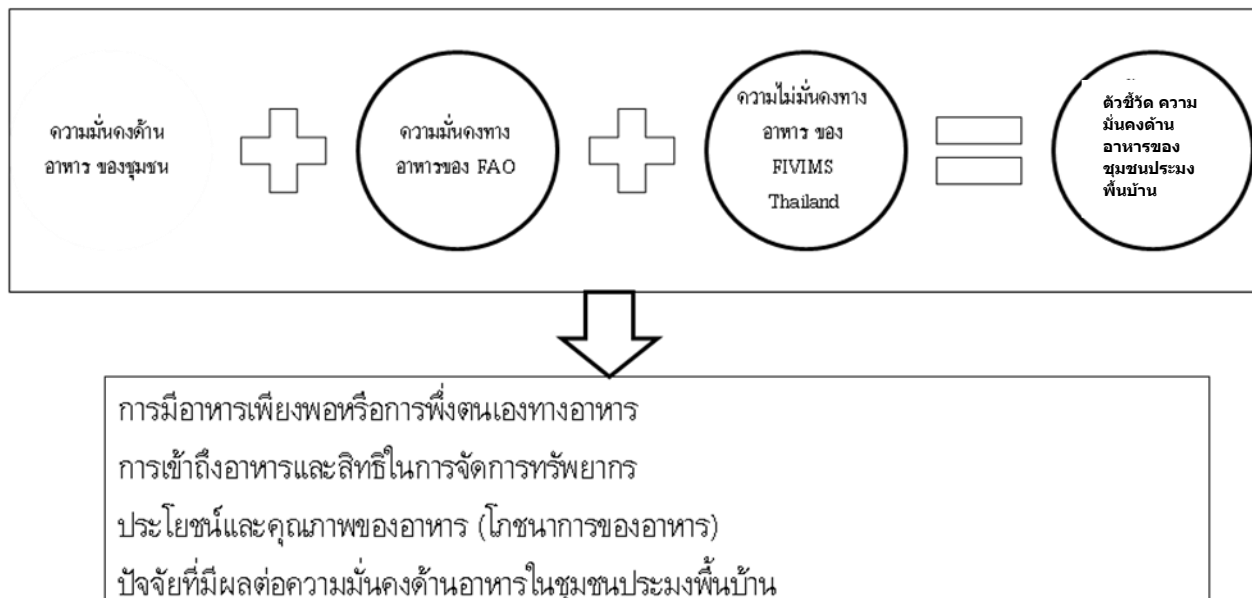 ความมั่นคงด้าน
อาหาร ของชุมชน
ความมั่นคงทาง
อาหารของ FAO
ความไม่มั่นคงทาง
อาหาร ของ
FIVIMS
Thailand
ตัวชี้วัด ความ
มั่นคงด้าน
อาหารของ
ชุมชนประมง
พื้นบ้าน
การมีอาหารเพียงพอหรือการพึ่งตนเองทางอาหาร
การเข้าถึงอาหารและสิทธิในการจัดการทรัพยากร
ประโยชน์และคุณภาพของอาหาร (โภชนาการของอาหาร)
ปัจจัยที่มีผลต่อความมั่นคงด้านอาหารในชุมชนประมงพื้นบ้าน